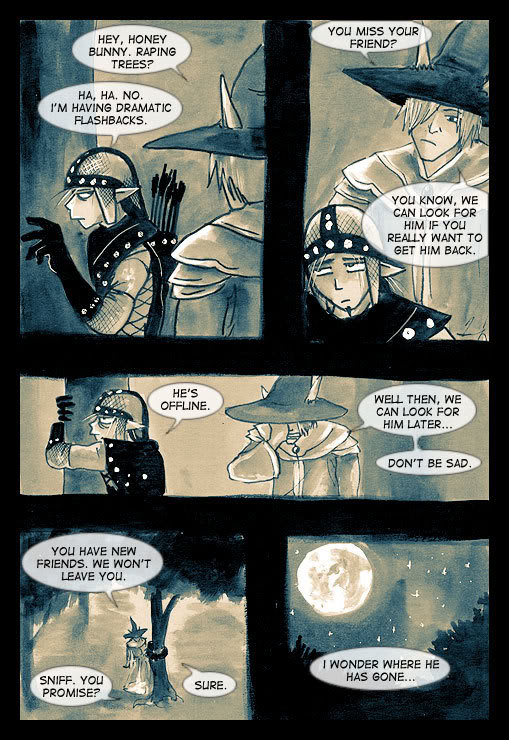 HEY, HONEY
BUNNY. RAPING
TREES?
HA, HA. NO.
I'M HAVING DRAMATIC
FLASHBACKS.
YOU MISS YOUR
FRIEND?
YOU KNOW, WE
CAN LOOK FOR
HIM IF YOU
REALLY WANT TO
GET HIM BACK.
HE'S
OFFLINE.
WELL THEN, WE
CAN LOOK FOR
HIM LATER...
DON'T BE SAD.
YOU HAVE NEW
FRIENDS. WE WON'T
LEAVE YOU.
SNIFF. YOU
PROMISE?
SURE.
I WONDER WHERE HE
HAS GONE...